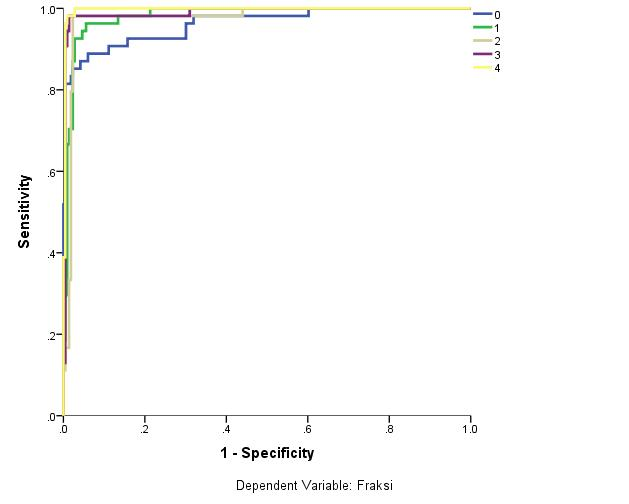 1.0
.8
.6
.4
.2
.0
Sensitivity
.0 .2 .4 .6 .8 1.0
1 - Specificity
Dependent Variable: Fraksi
0
1
2
3
4